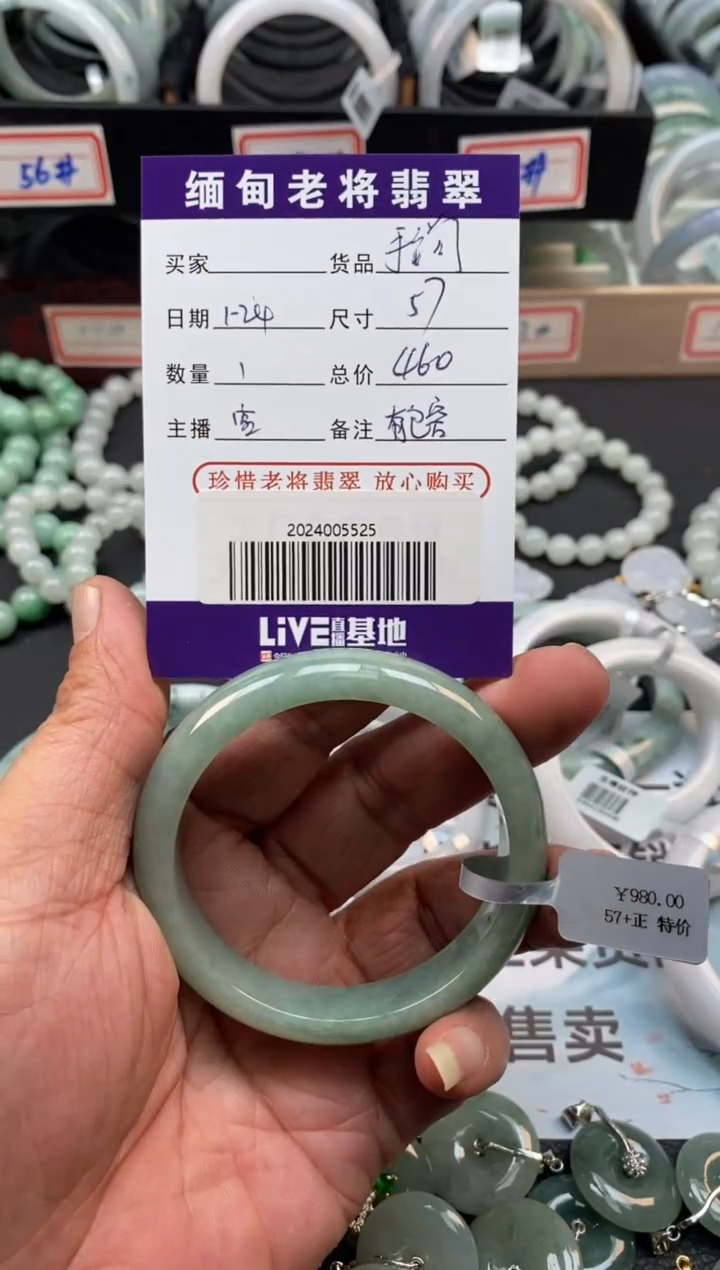 56#
#
缅甸老将翡翠
买家 货品 手镯
日期 1-24 尺寸 57
数量 1 总价 460
主播 备注
珍惜老将翡翠 放心购买
2024005525
LIVE直播基地
¥980.00
57+正 特价
售卖